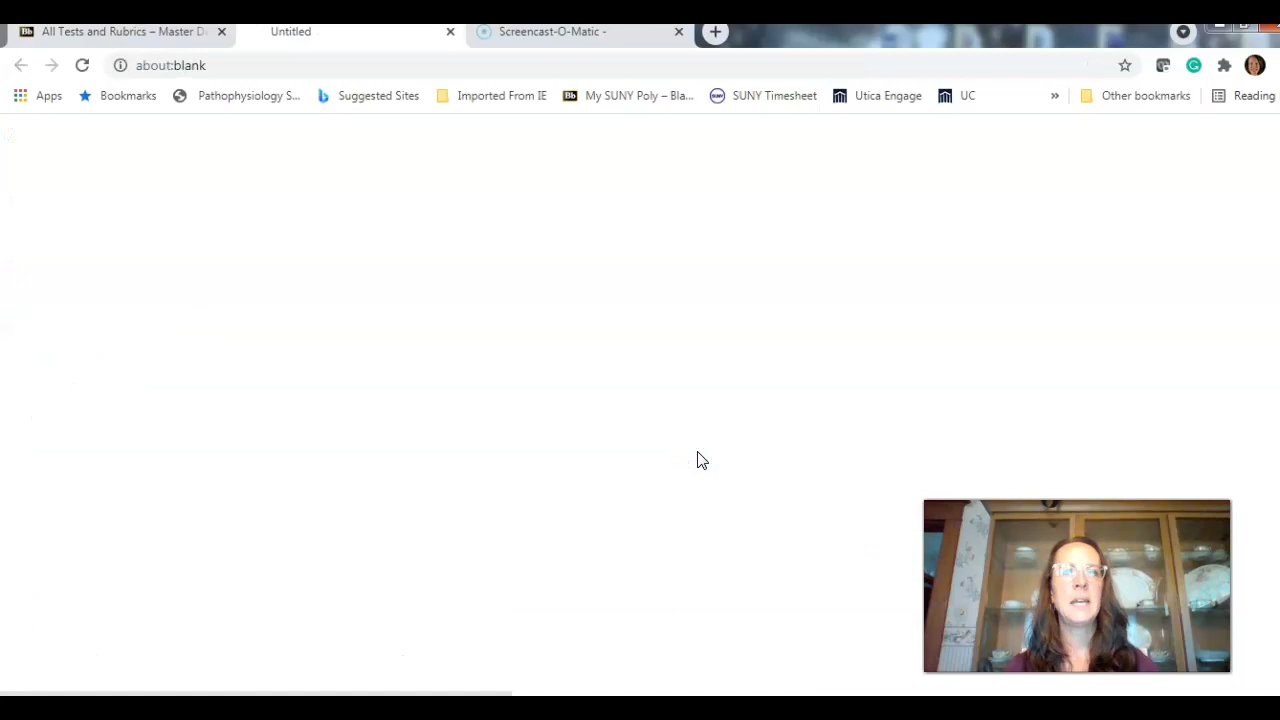 All Tests and Rubrics – Master D
Untitled
Screencast-O-Matic -
about:blank
Apps
Bookmarks
Pathophysiology S...
Suggested Sites
Imported From IE
Bb My SUNY Poly – Bla...
SUNY Timesheet
Utica Engage
UC
»
Other bookmarks
Reading